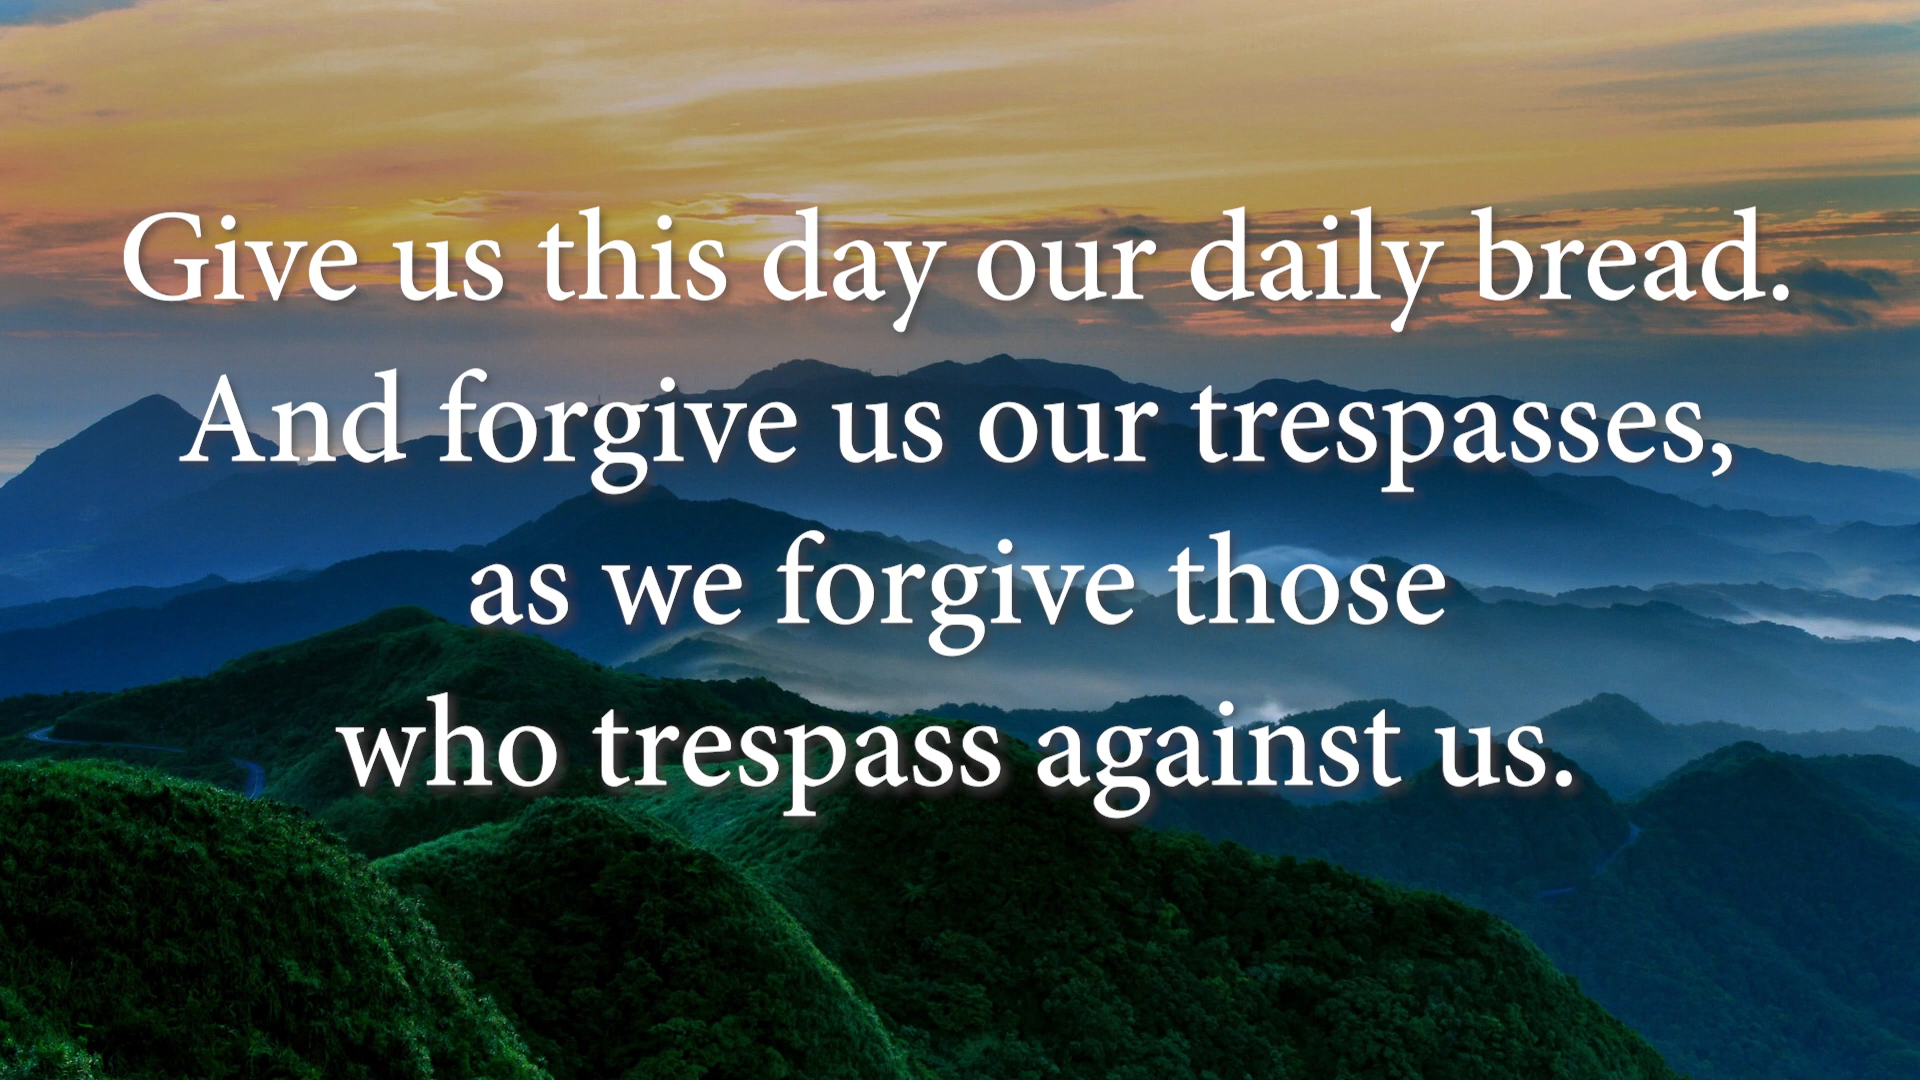 Give us this day our daily bread.
And forgive us our trespasses,
as we forgive those
who trespass against us.